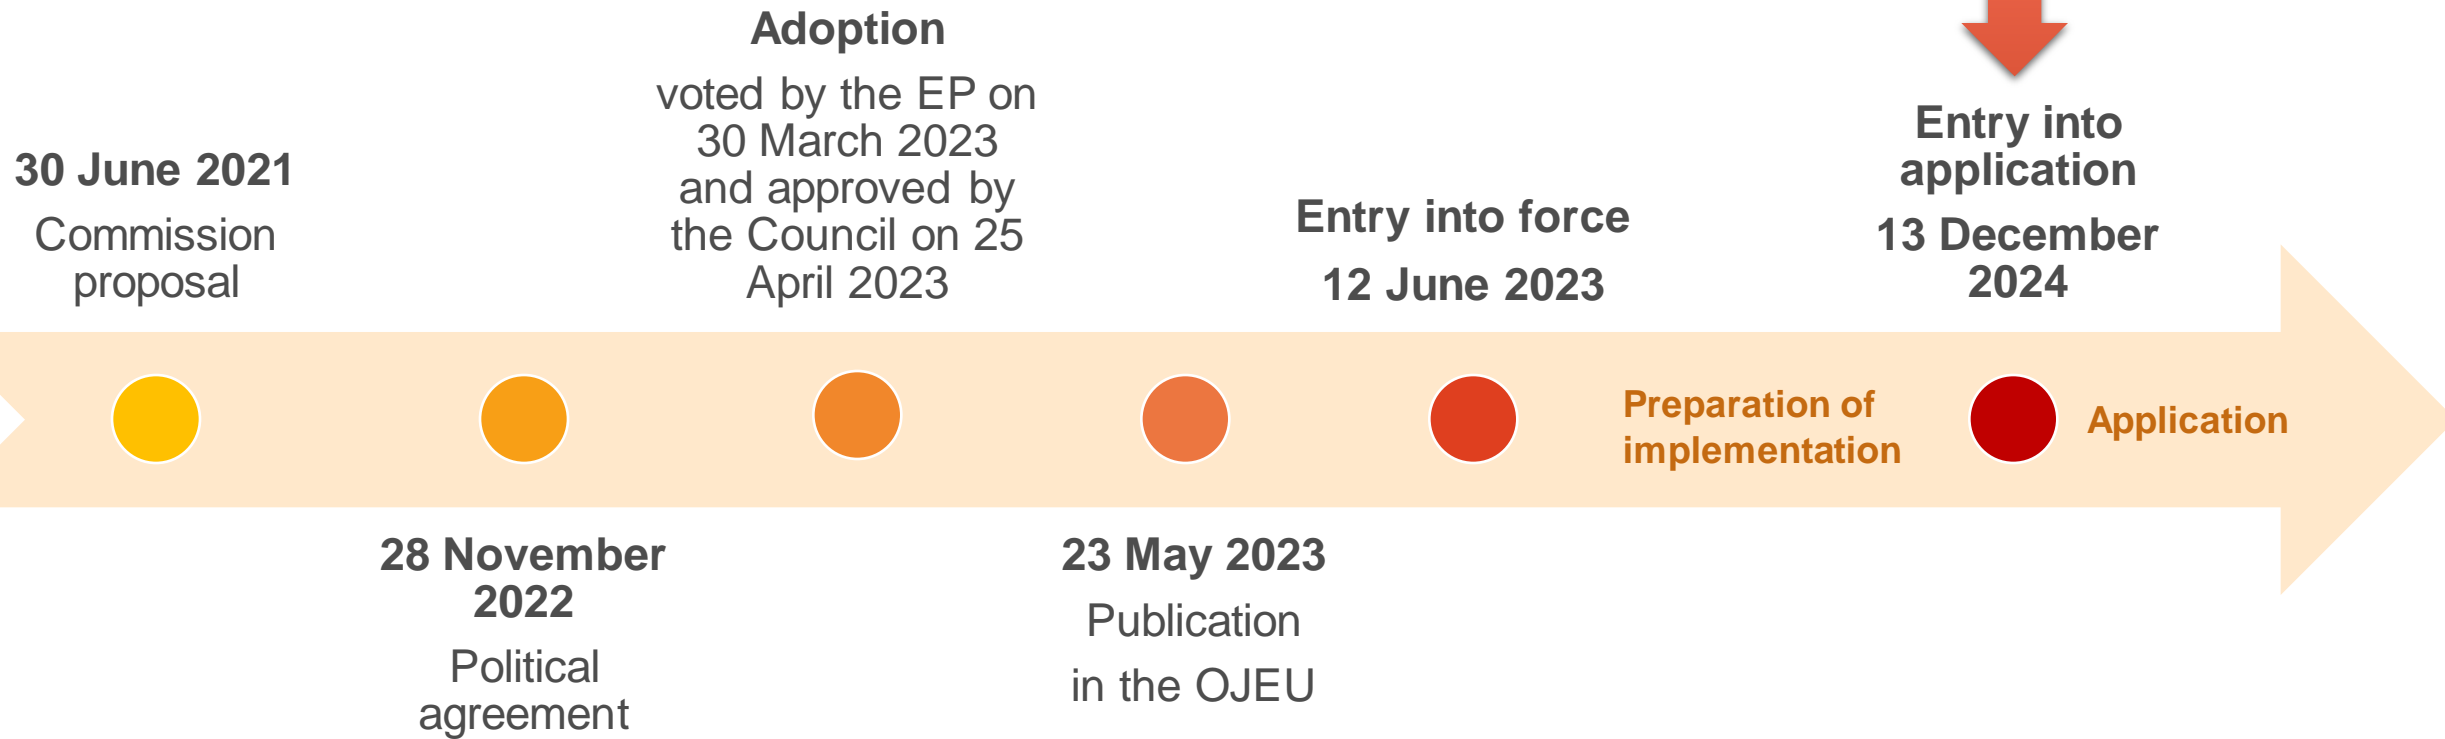 30 June 2021
Commission
proposal
28 November
2022
Political
agreement
Adoption
voted by the EP on
30 March 2023
and approved by
the Council on 25
April 2023
23 May 2023
Publication
in the OJEU
Entry into force
12 June 2023
Preparation of
implementation
Entry into
application
13 December
2024
Application